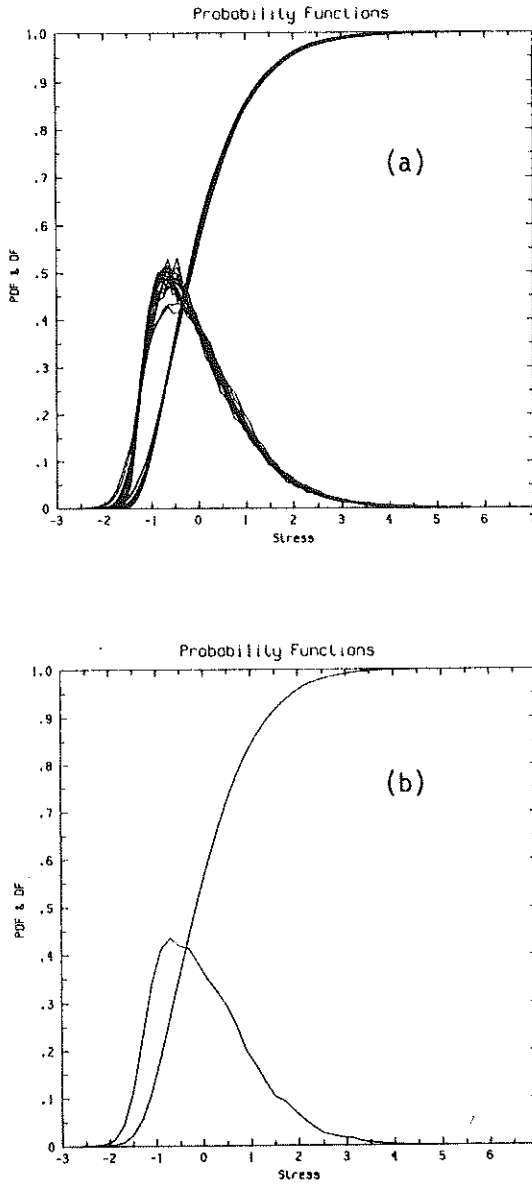 Probability Functions
1.0
.9
.8
.7
.6
.5
.4
.3
.2
.1
0
PDF & DF
(a)
-3 -2 -1 0 1 2 3 4 5 6
Stress
Probability Functions
1.0
.9
.8
.7
.6
.5
.4
.3
.2
.1
0
PDF & DF
(b)
-3 -2 -1 0 1 2 3 4 5 6
Stress